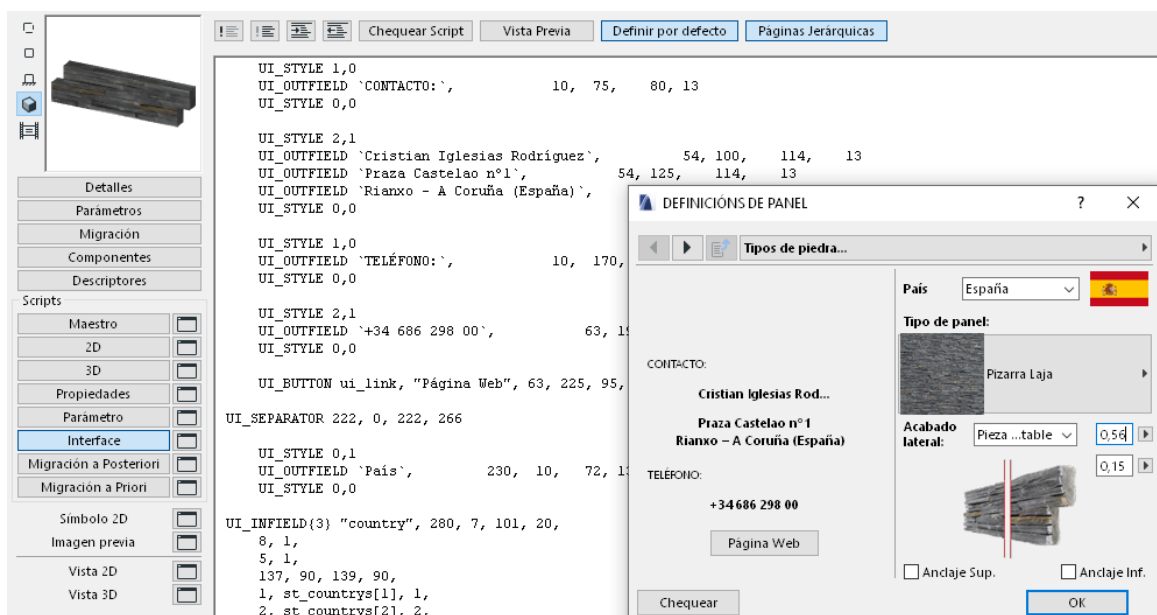 Chequear Script
Vista Previa
Definir por defecto
Páginas Jerárquicas
Detalles
Parámetros
Migración
Componentes
Descriptores
Scripts
Maestro
2D
3D
Propiedades
Parámetro
Interface
Migración a Posteriori
Migración a Priori
Símbolo 2D
Imagen previa
Vista 2D
Vista 3D
UI_STYLE 1,0
UI_OUTFIELD `CONTACTO:`, 10, 75, 80, 13
UI_STYLE 0,0
UI_STYLE 2,1
UI_OUTFIELD `Cristian Iglesias Rodríguez`, 54, 100, 114, 13
UI_OUTFIELD `Praza Castelao nº1`, 54, 125, 114, 13
UI_OUTFIELD `Rianxo – A Coruña (España)`,
UI_STYLE 0,0
UI_STYLE 1,0
UI_OUTFIELD `TELÉFONO:`, 10, 170,
UI_STYLE 0,0
UI_STYLE 2,1
UI_OUTFIELD `+34 686 298 00`, 63,
UI_STYLE 0,0
UI_BUTTON ui_link, "Página Web", 63, 225, 95,
UI_SEPARATOR 222, 0, 222, 266
UI_STYLE 0,1
UI_OUTFIELD `País`, 230, 10, 72,
UI_STYLE 0,0
UI_INFIELD{3} "country", 280, 7, 101, 20,
8, 1,
5, 1,
137, 90, 139, 90,
1, st_countrys[1], 1,
2, st_countrys[2], 2,
DEFINICIÓNS DE PANEL
? X
Tipos de piedra...
CONTACTO:
Cristian Iglesias Rod...
Praza Castelao nº1
Rianxo – A Coruña (España)
TELÉFONO:
+34 686 298 00
Página Web
País
España
Tipo de panel:
Pizarra Laja
Acabado
lateral:
Pieza ...table
0,56
0,15
Anclaje Sup.
Anclaje Inf.
Chequear
OK